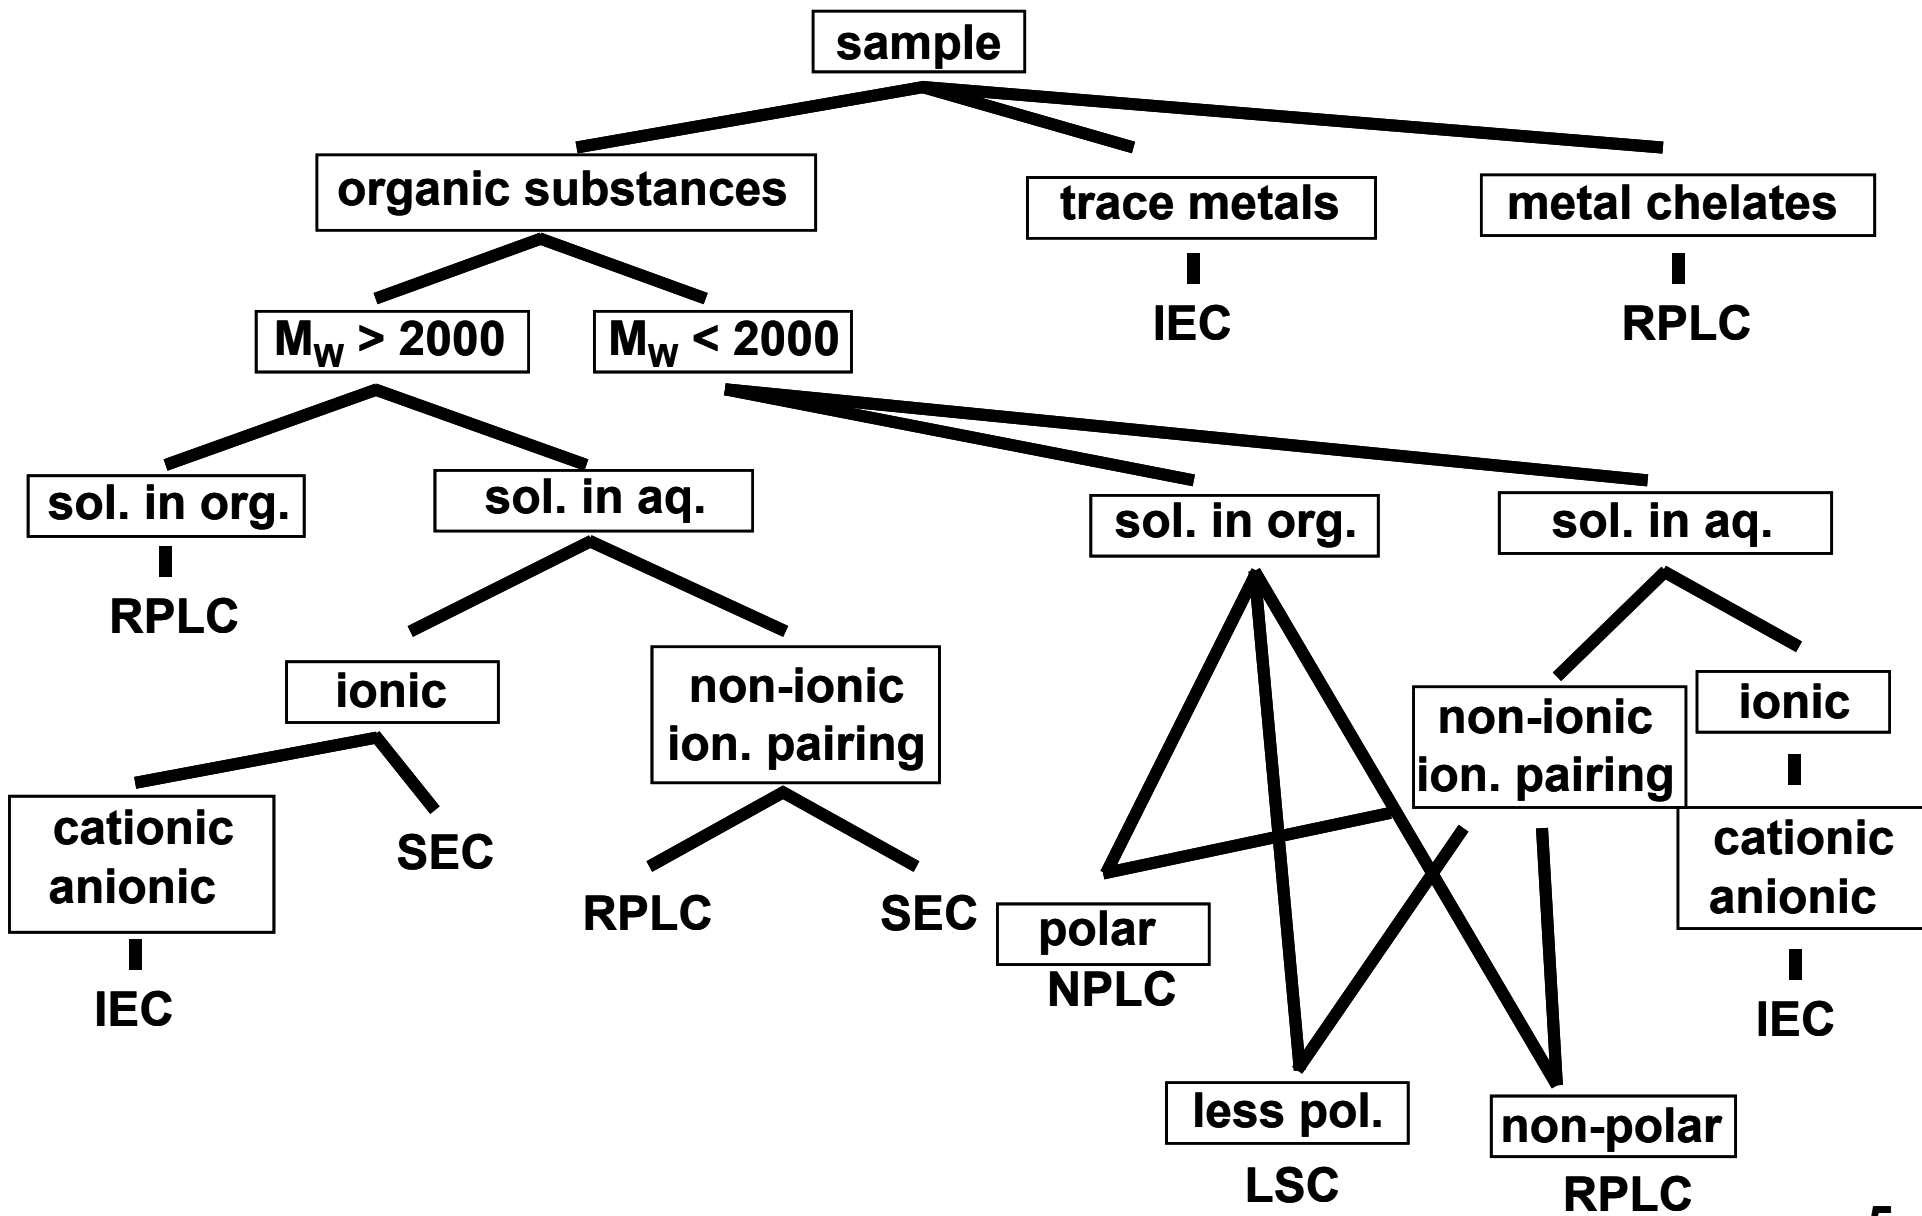 sample
organic substances
trace metals
metal chelates
IEC
RPLC
Mw > 2000
Mw < 2000
sol. in org.
sol. in aq.
sol. in org.
sol. in aq.
RPLC
ionic
non-ionic
ion. pairing
non-ionic
ion. pairing
ionic
cationic
anionic
SEC
RPLC
SEC
polar
NPLC
cationic
anionic
IEC
IEC
less pol.
LSC
non-polar
RPLC